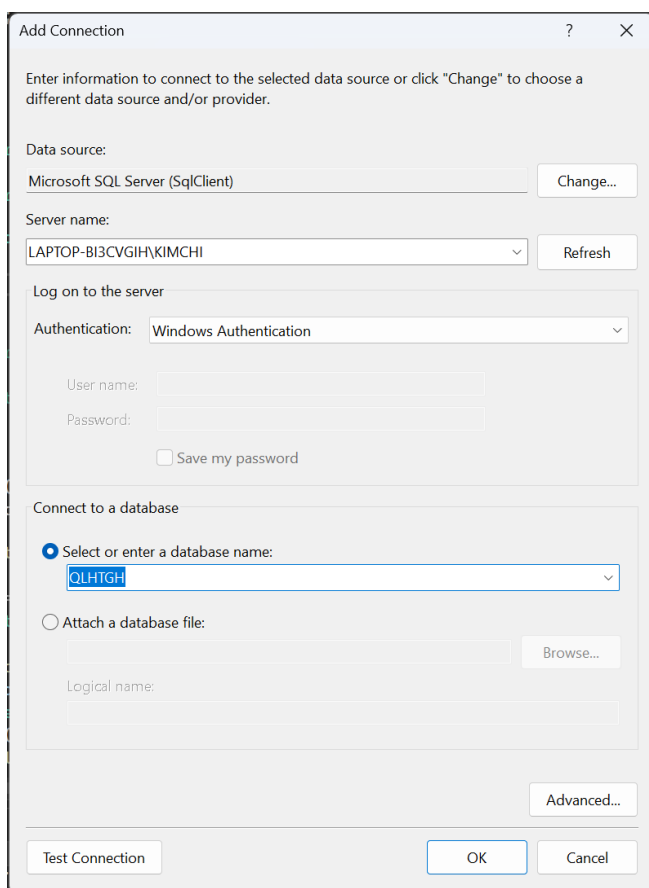 Add Connection
Enter information to connect to the selected data source or click "Change" to choose a
different data source and/or provider.
Data source:
Microsoft SQL Server (SqlClient)
Change...
Server name:
LAPTOP-BI3CVGIH\KIMCHI
Refresh
Log on to the server
Authentication:
Windows Authentication
User name:
Password:
Save my password
Connect to a database
Select or enter a database name:
QLHTGH
Attach a database file:
Browse...
Logical name:
Advanced...
Test Connection
OK
Cancel